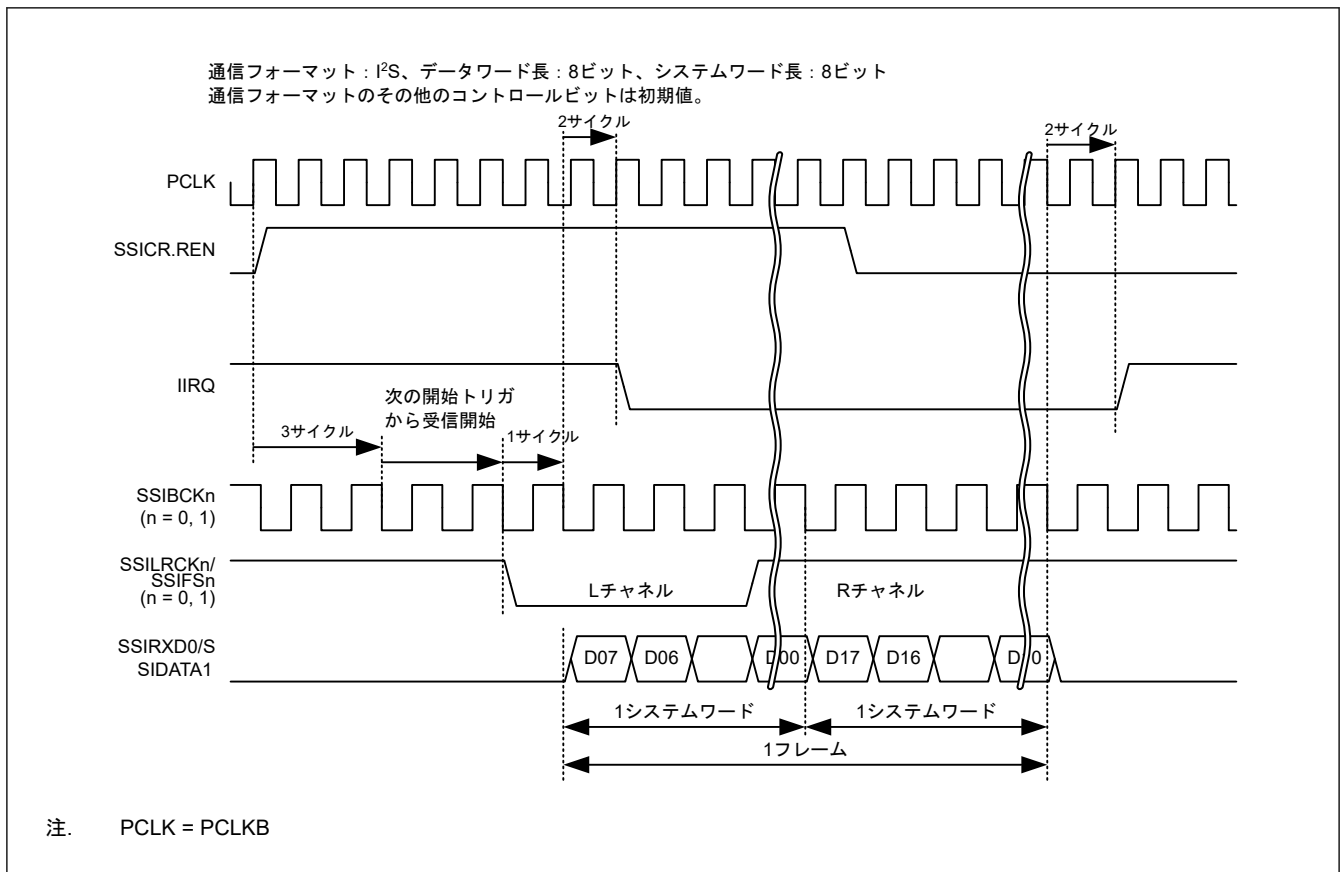 通信フォーマット：I²S、データワード長：8ビット、システムワード長：8ビット
通信フォーマットのその他のコントロールビットは初期値。
2サイクル
2サイクル
PCLK
SSICR.REN
IIRQ
次の開始トリガ
から受信開始
3サイクル
1サイクル
SSIBCKn
(n = 0, 1)
SSILRCKn/
SSIFSn
(n = 0, 1)
Lチャネル
Rチャネル
SSIRXD0/S
SIDATA1
D07
D06
D00
D17
D16
1システムワード
1システムワード
1フレーム
注. PCLK = PCLKB